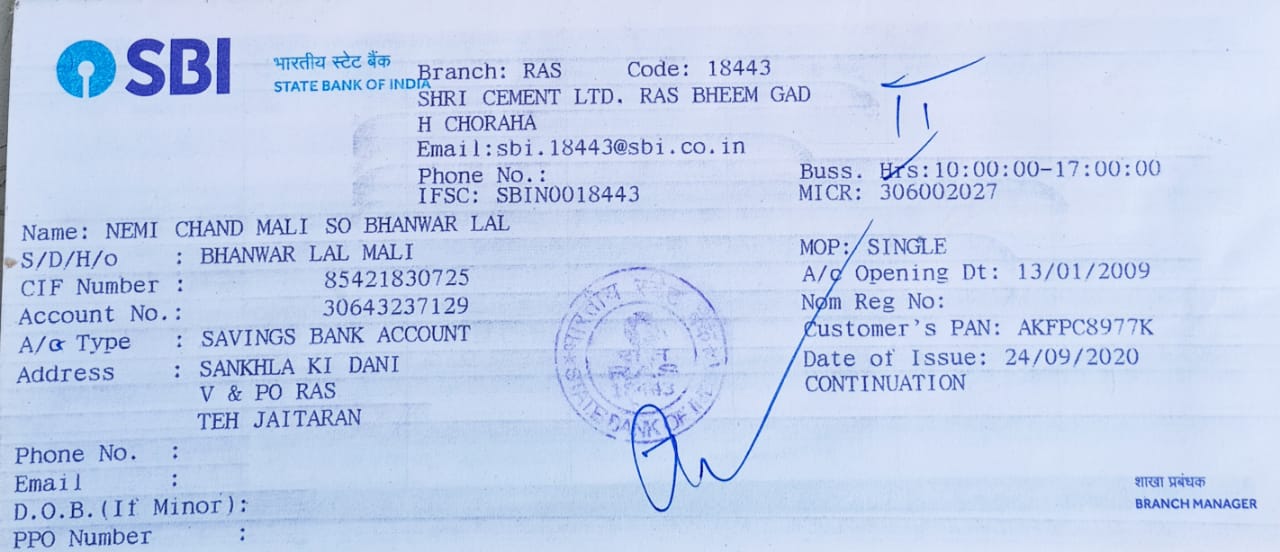 SBI
भारतीय स्टेट बैंक
STATE BANK OF INDIA
Branch: RAS Code: 18443
SHRI CEMENT LTD. RAS BHEEM GAD
H CHORAHA
Email:sbi.18443@sbi.co.in
Phone No.: Buss. Hrs:10:00:00-17:00:00
IFSC: SBIN0018443 MICR: 306002027
Name: NEMI CHAND MALI SO BHANWAR LAL
S/D/H/o : BHANWAR LAL MALI MOP: SINGLE
CIF Number : 85421830725 A/c Opening Dt: 13/01/2009
Account No.: 30643237129 Nom Reg No:
A/c Type : SAVINGS BANK ACCOUNT Customer's PAN: AKFPC8977K
Address : SANKHLA KI DANI Date of Issue: 24/09/2020
V & PO RAS CONTINUATION
TEH JAITARAN
Phone No. :
Email :
D.O.B.(If Minor):
PPO Number :
भारतीय स्टेट बैंक
STATE BANK OF
शाखा प्रबंधक
BRANCH MANAGER